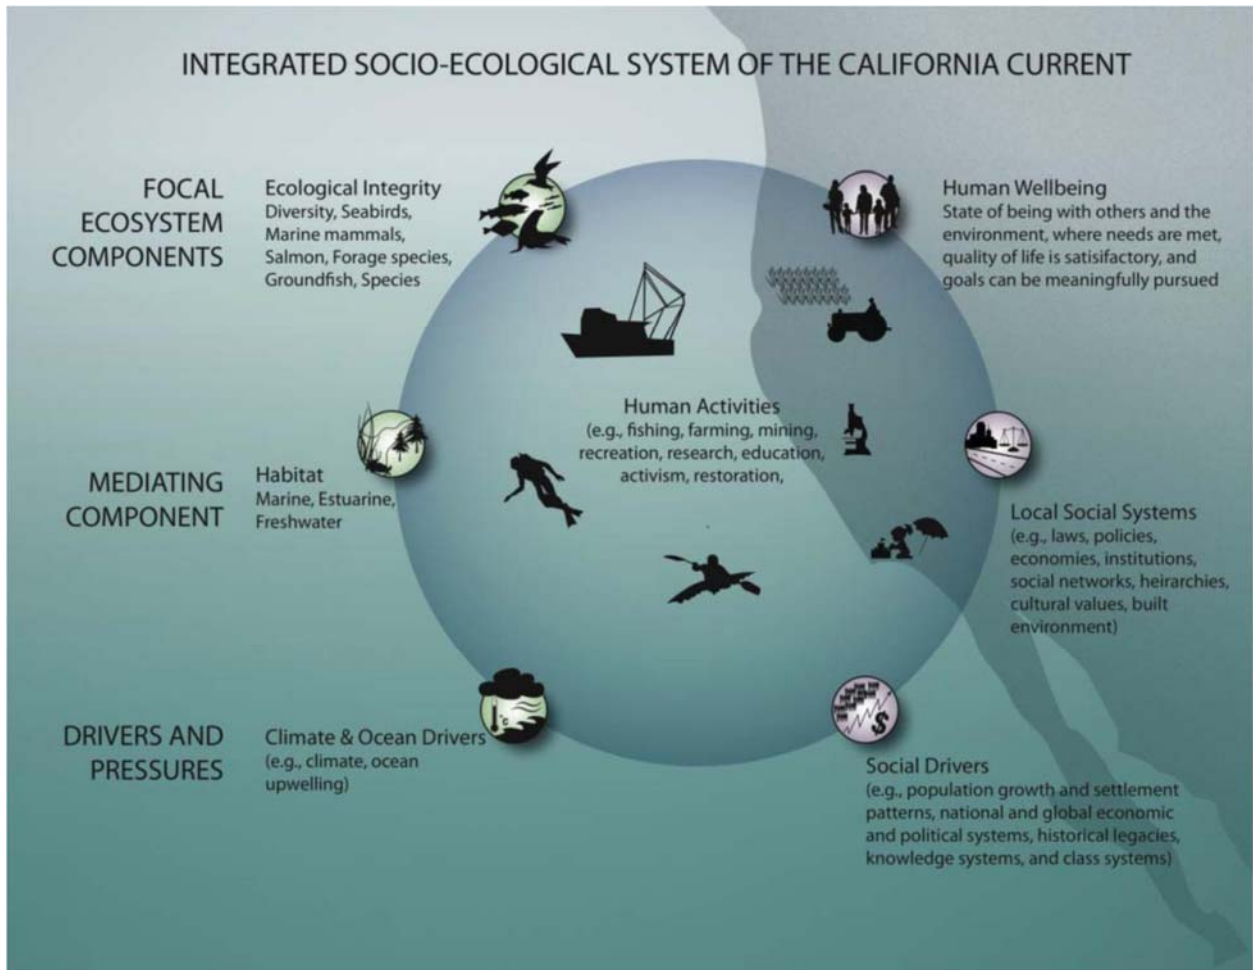 INTEGRATED SOCIO-ECOLOGICAL SYSTEM OF THE CALIFORNIA CURRENT
FOCAL
ECOSYSTEM
COMPONENTS
Ecological Integrity
Diversity, Seabirds,
Marine mammals,
Salmon, Forage species,
Groundfish, Species
Human Wellbeing
State of being with others and the
environment, where needs are met,
quality of life is satisifactory, and
goals can be meaningfully pursued
Human Activities
(e.g., fishing, farming, mining,
recreation, research, education,
activism, restoration,
MEDIATING
COMPONENT
Habitat
Marine, Estuarine,
Freshwater
Local Social Systems
(e.g., laws, policies,
economies, institutions,
social networks, heirarchies,
cultural values, built
environment)
DRIVERS AND
PRESSURES
Climate & Ocean Drivers
(e.g., climate, ocean
upwelling)
°C
$
Social Drivers
(e.g., population growth and settlement
patterns, national and global economic
and political systems, historical legacies,
knowledge systems, and class systems)